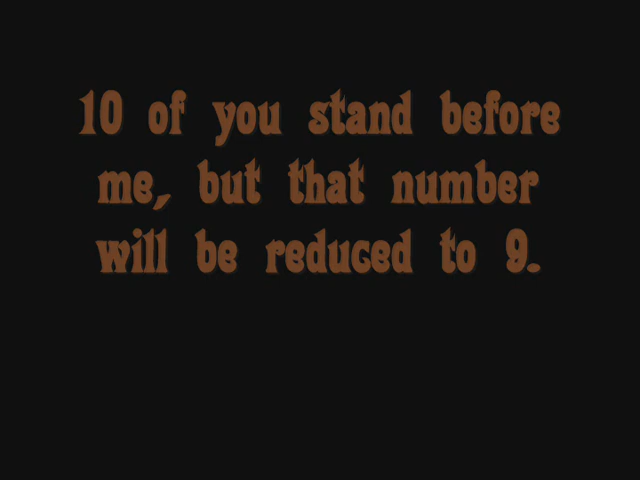 10 of you stand before
me, but that number
will be reduced to 9.